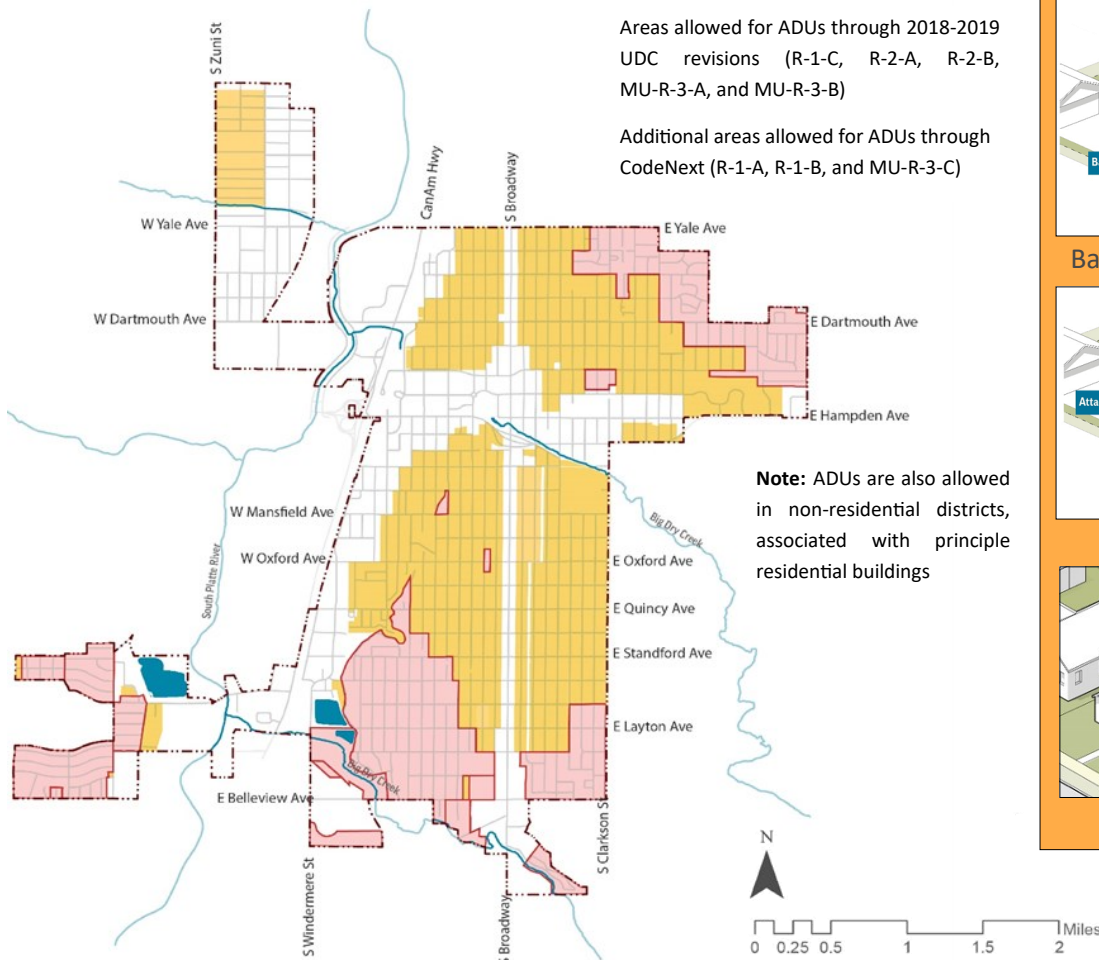 Areas allowed for ADUs through 2018-2019
UDC revisions (R-1-C, R-2-A, R-2-B,
MU-R-3-A, and MU-R-3-B)
Additional areas allowed for ADUs through
CodeNext (R-1-A, R-1-B, and MU-R-3-C)
S Zuni St
CanAm Hwy
S Broadway
W Yale Ave
E Yale Ave
W Dartmouth Ave
E Dartmouth Ave
E Hampden Ave
Note: ADUs are also allowed
in non-residential districts,
associated with principle
residential buildings
W Mansfield Ave
Big Dry Creek
W Oxford Ave
E Oxford Ave
South Platte River
E Quincy Ave
E Standford Ave
E Layton Ave
Big Dry Creek
E Belleview Ave
S Clarkson St
S Windermere St
S Broadway
N
Miles
0 0.25 0.5 1 1.5 2